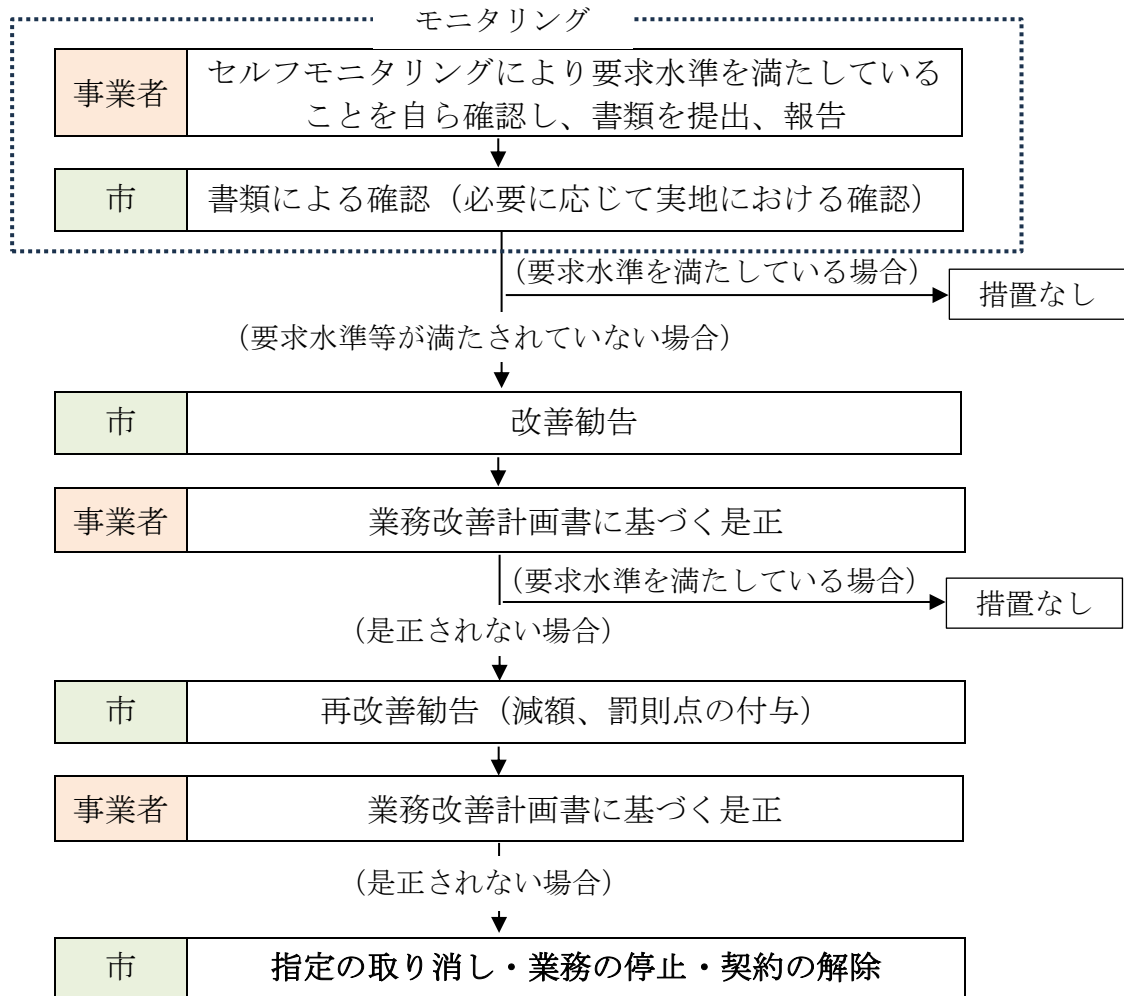 モニタリング
事業者
セルフモニタリングにより要求水準を満たしている
ことを自ら確認し、書類を提出、報告
市
書類による確認（必要に応じて実地における確認）
（要求水準を満たしている場合）
措置なし
（要求水準等が満たされていない場合）
市
改善勧告
事業者
業務改善計画書に基づく是正
（要求水準を満たしている場合）
措置なし
（是正されない場合）
市
再改善勧告（減額、罰則点の付与）
事業者
業務改善計画書に基づく是正
（是正されない場合）
市
指定の取り消し・業務の停止・契約の解除